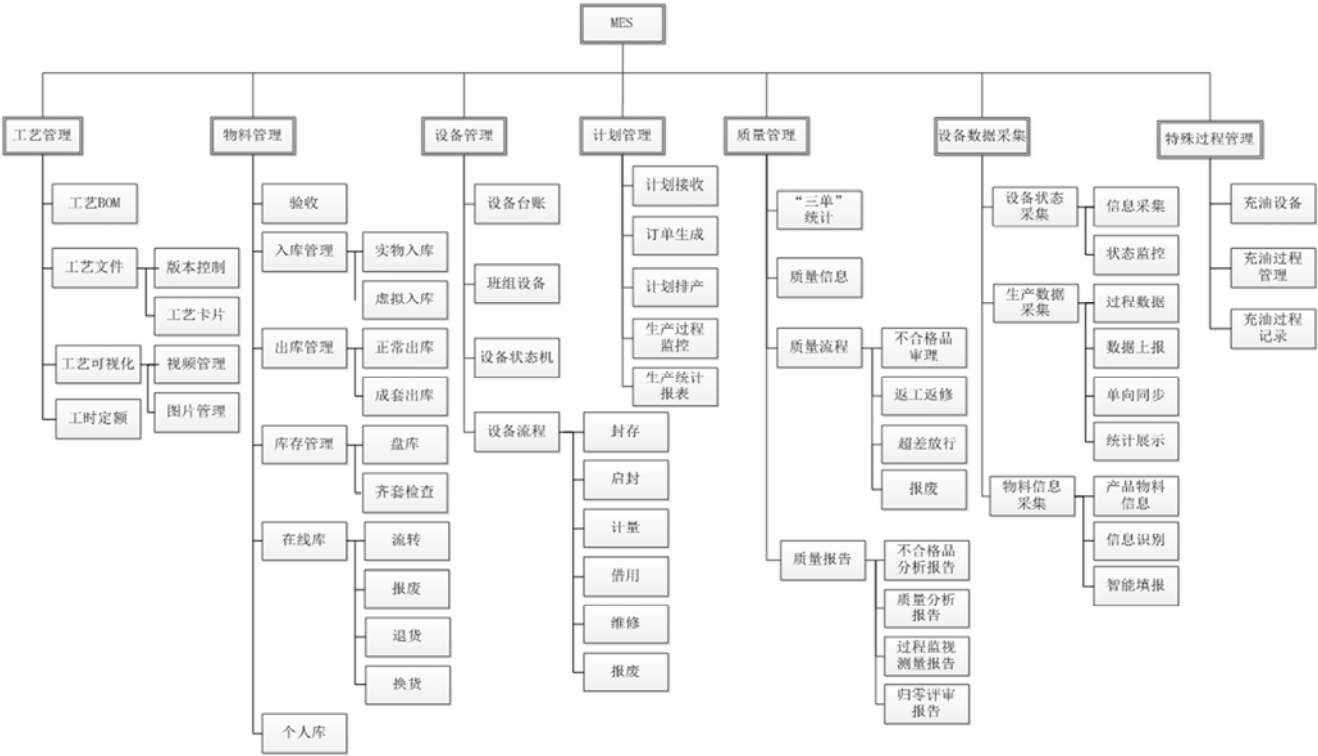 MES
工艺管理
工艺BOM
工艺文件
版本控制
工艺卡片
工艺可视化
视频管理
图片管理
工时定额
物料管理
验收
入库管理
实物入库
虚拟入库
出库管理
正常出库
成套出库
库存管理
盘库
齐套检查
在线库
流转
报废
退货
换货
个人库
设备管理
设备台账
班组设备
设备状态机
设备流程
封存
启封
计量
借用
维修
报废
计划管理
计划接收
订单生成
计划排产
生产过程
监控
生产统计
报表
质量管理
“三单”
统计
质量信息
质量流程
不合格品
审理
返工返修
超差放行
报废
质量报告
不合格品
分析报告
质量分析
报告
过程监视
测量报告
归零评审
报告
设备数据采集
设备状态
采集
信息采集
状态监控
生产数据
采集
过程数据
数据上报
单向同步
统计展示
物料信息
采集
产品物料
信息
信息识别
智能填报
特殊过程管理
充油设备
充油过程
管理
充油过程
记录